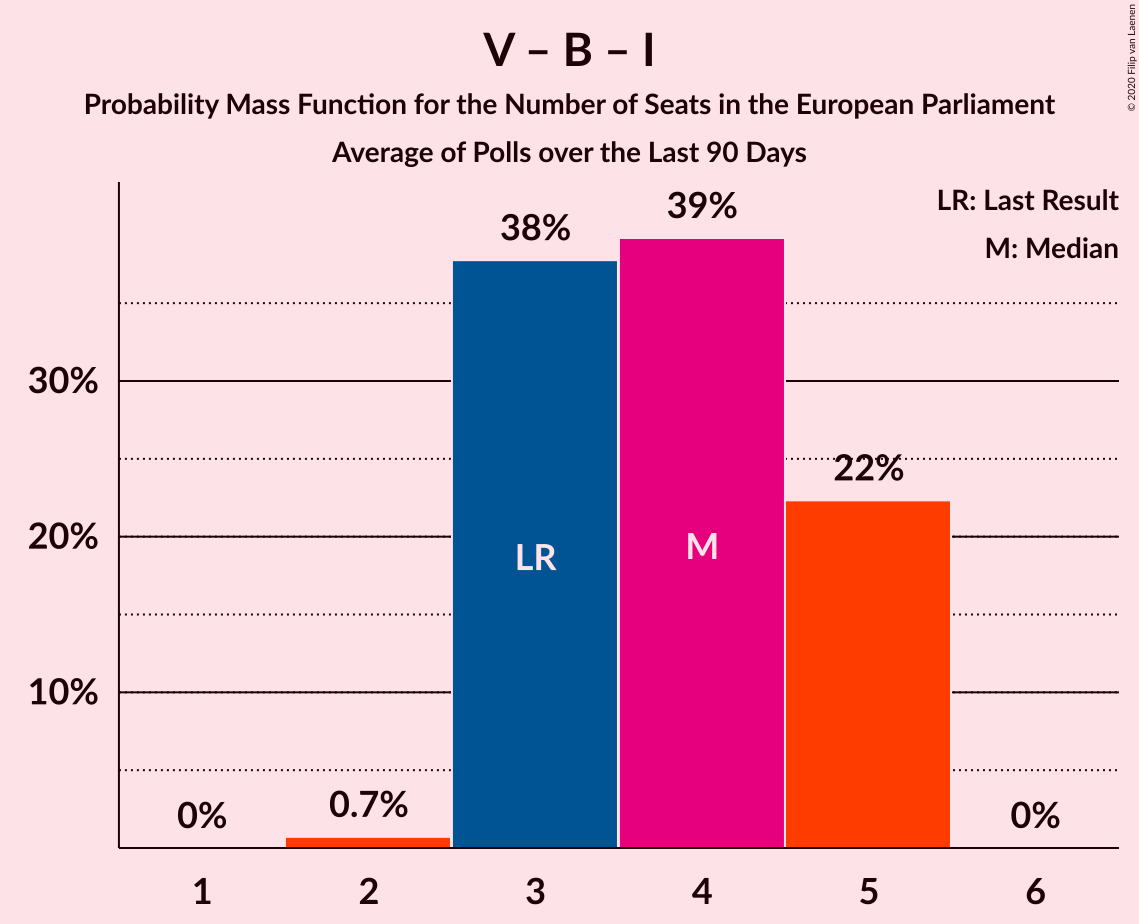 V – B – I
Probability Mass Function for the Number of Seats in the European Parliament
Average of Polls over the Last 90 Days
© 2020 Filip van Laenen
LR: Last Result
M: Median
39%
38%
30%
22%
20%
LR
M
10%
0%
0.7%
0%
1
2
3
4
5
6